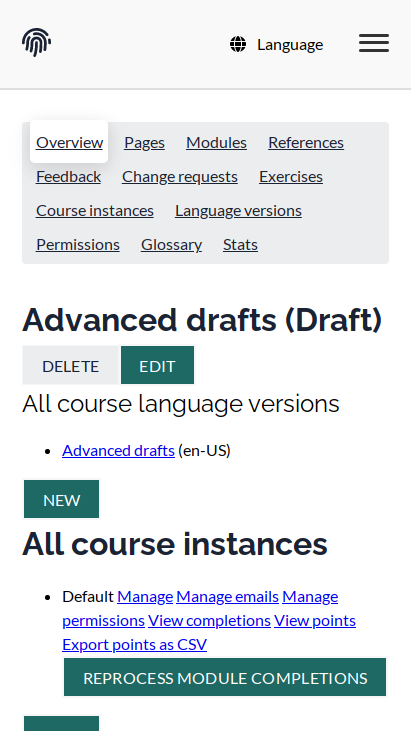 Language
Overview Pages Modules References
Feedback Change requests Exercises
Course instances Language versions
Permissions Glossary Stats
Advanced drafts (Draft)
DELETE EDIT
All course language versions
Advanced drafts (en-US)
NEW
All course instances
Default Manage Manage emails Manage
permissions View completions View points
Export points as CSV
REPROCESS MODULE COMPLETIONS